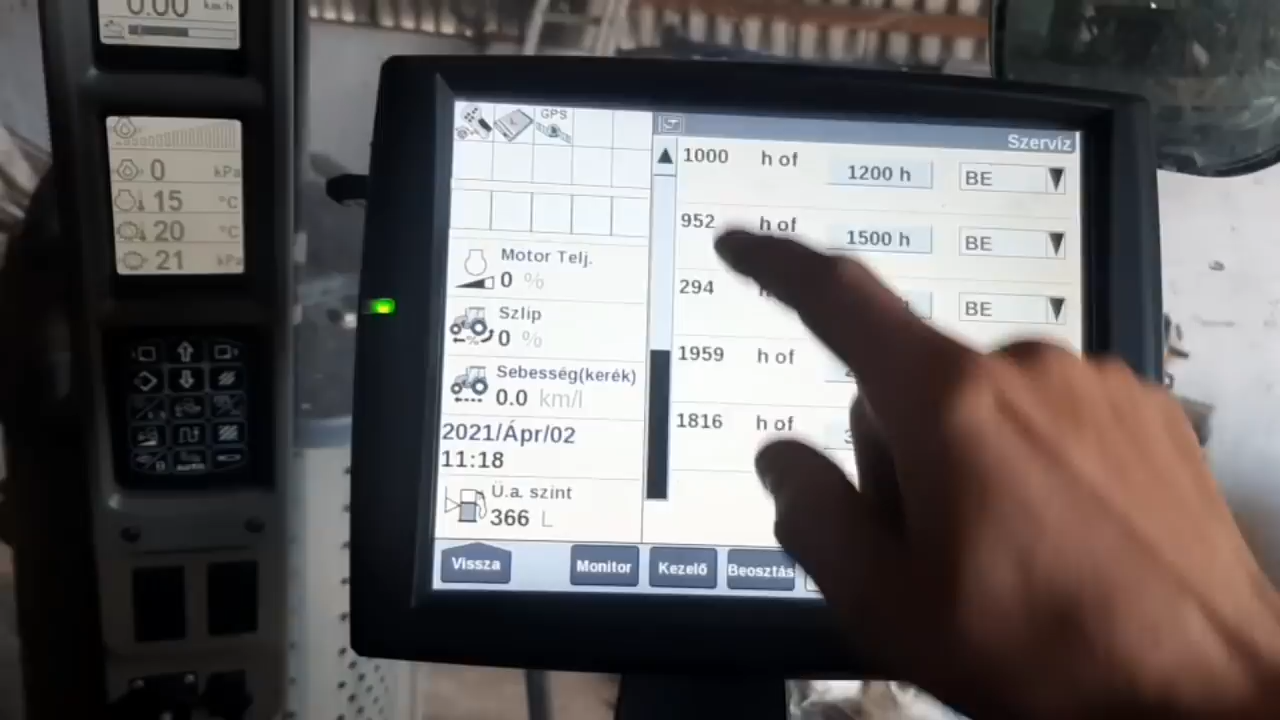 0.00 km/h
0 kPa
15 °C
20 °C
21 kPa
GPS
Szervíz
1000 h of 1200 h BE
952 h of 1500 h BE
294 BE
1959 h of
1816 h of
Motor Telj.
0 %
Szlip
0 %
Sebesség(kerék)
0.0 km/l
2021/Ápr/02
11:18
Ü.a. szint
366 L
Vissza
Monitor
Kezelő
Beosztás